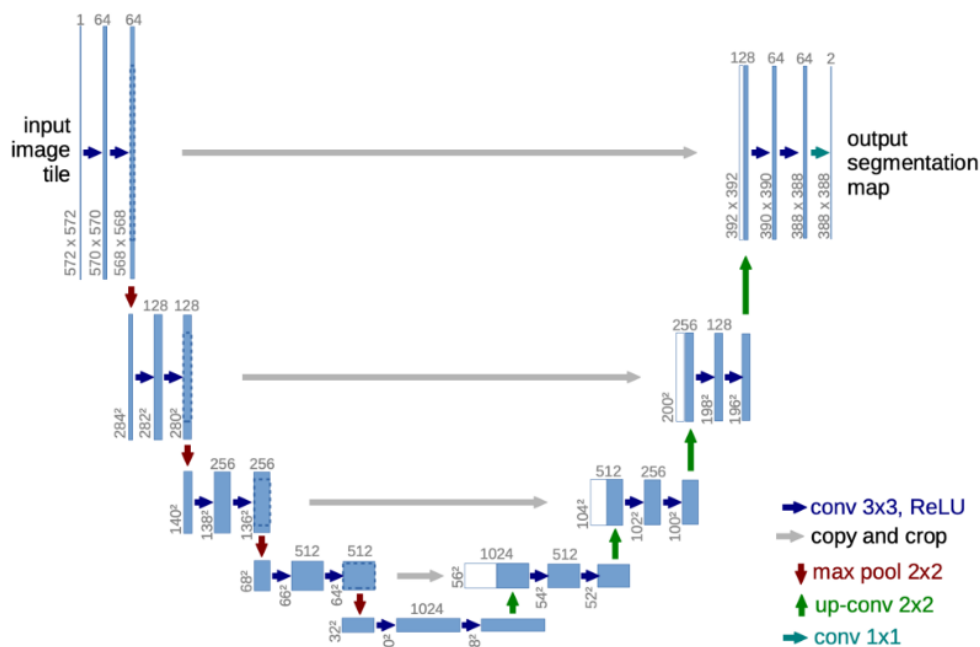 1 64 64
128 64 64 2
input
image
tile
output
segmentation
map
572 x 572
570 x 570
568 x 568
392 x 392
390 x 390
388 x 388
388 x 388
128 128
256 128
284²
282²
280²
200²
198²
196²
256 256
512 256
140²
138²
136²
104²
102²
100²
512 512
1024 512
68²
66²
64²
56²
54²
52²
1024
32²
0²
8²
conv 3x3, ReLU
copy and crop
max pool 2x2
up-conv 2x2
conv 1x1